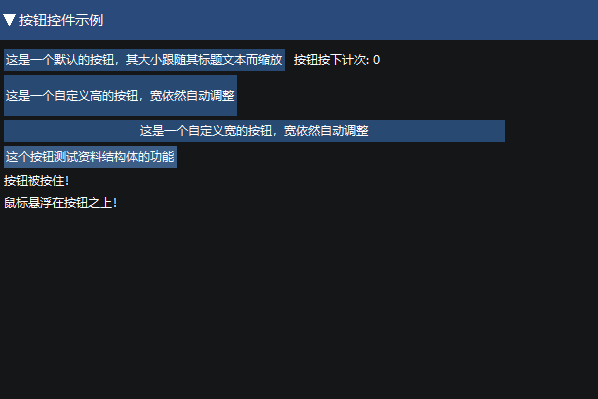 按钮控件示例
这是一个默认的按钮，其大小跟随其标题文本而缩放 按钮按下计次: 0
这是一个自定义高的按钮，宽依然自动调整
这是一个自定义宽的按钮，宽依然自动调整
这个按钮测试资料结构体的功能
按钮被按住！
鼠标悬浮在按钮之上！